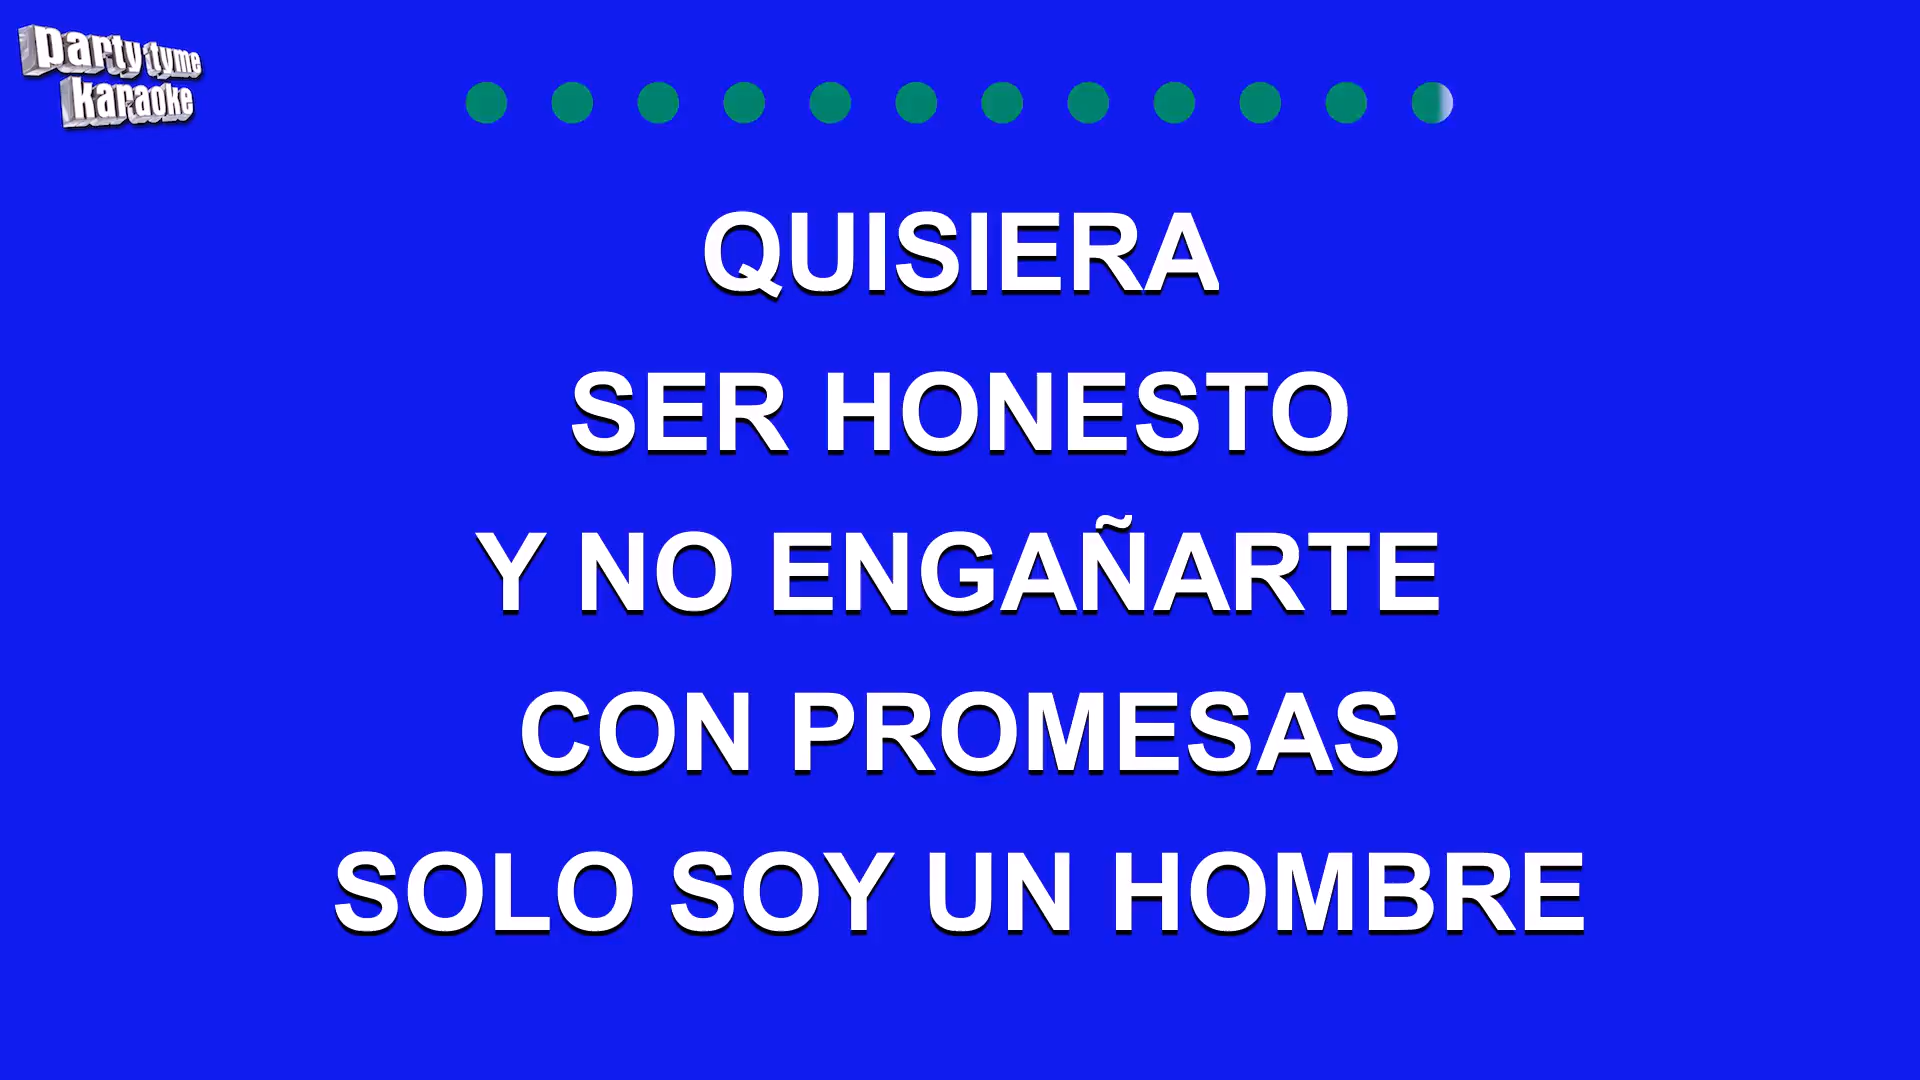 party tyme
karaoke
QUISIERA
SER HONESTO
Y NO ENGAÑARTE
CON PROMESAS
SOLO SOY UN HOMBRE